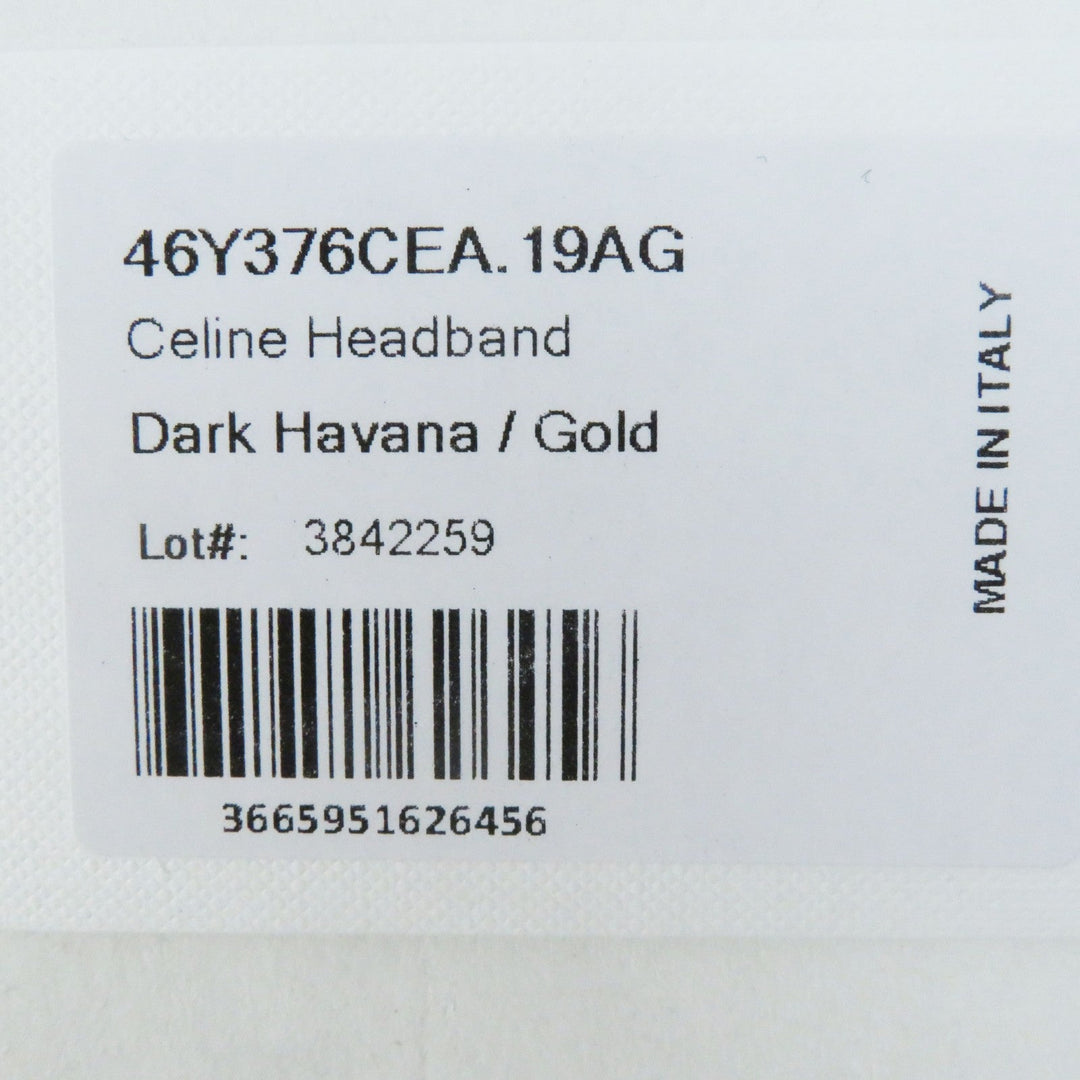 46Y376CEA.19AG
Celine Headband
Dark Havana / Gold
Lot#: 3842259
3665951626456
MADE IN ITALY